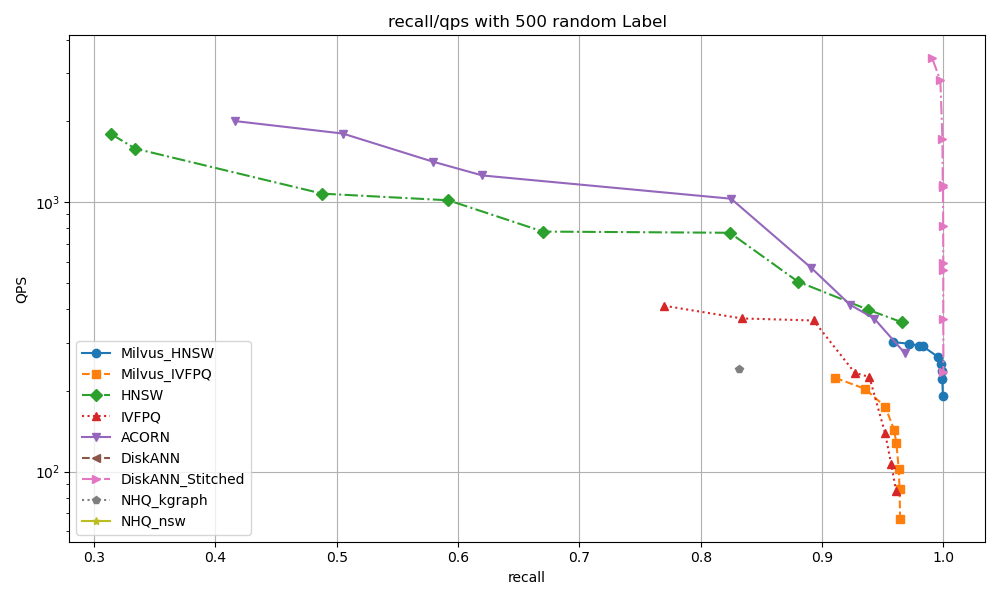 recall/qps with 500 random Label
QPS
10³
10²
Milvus_HNSW
Milvus_IVFPQ
HNSW
IVFPQ
ACORN
DiskANN
DiskANN_Stitched
NHQ_kgraph
NHQ_nsw
0.3 0.4 0.5 0.6 0.7 0.8 0.9 1.0
recall